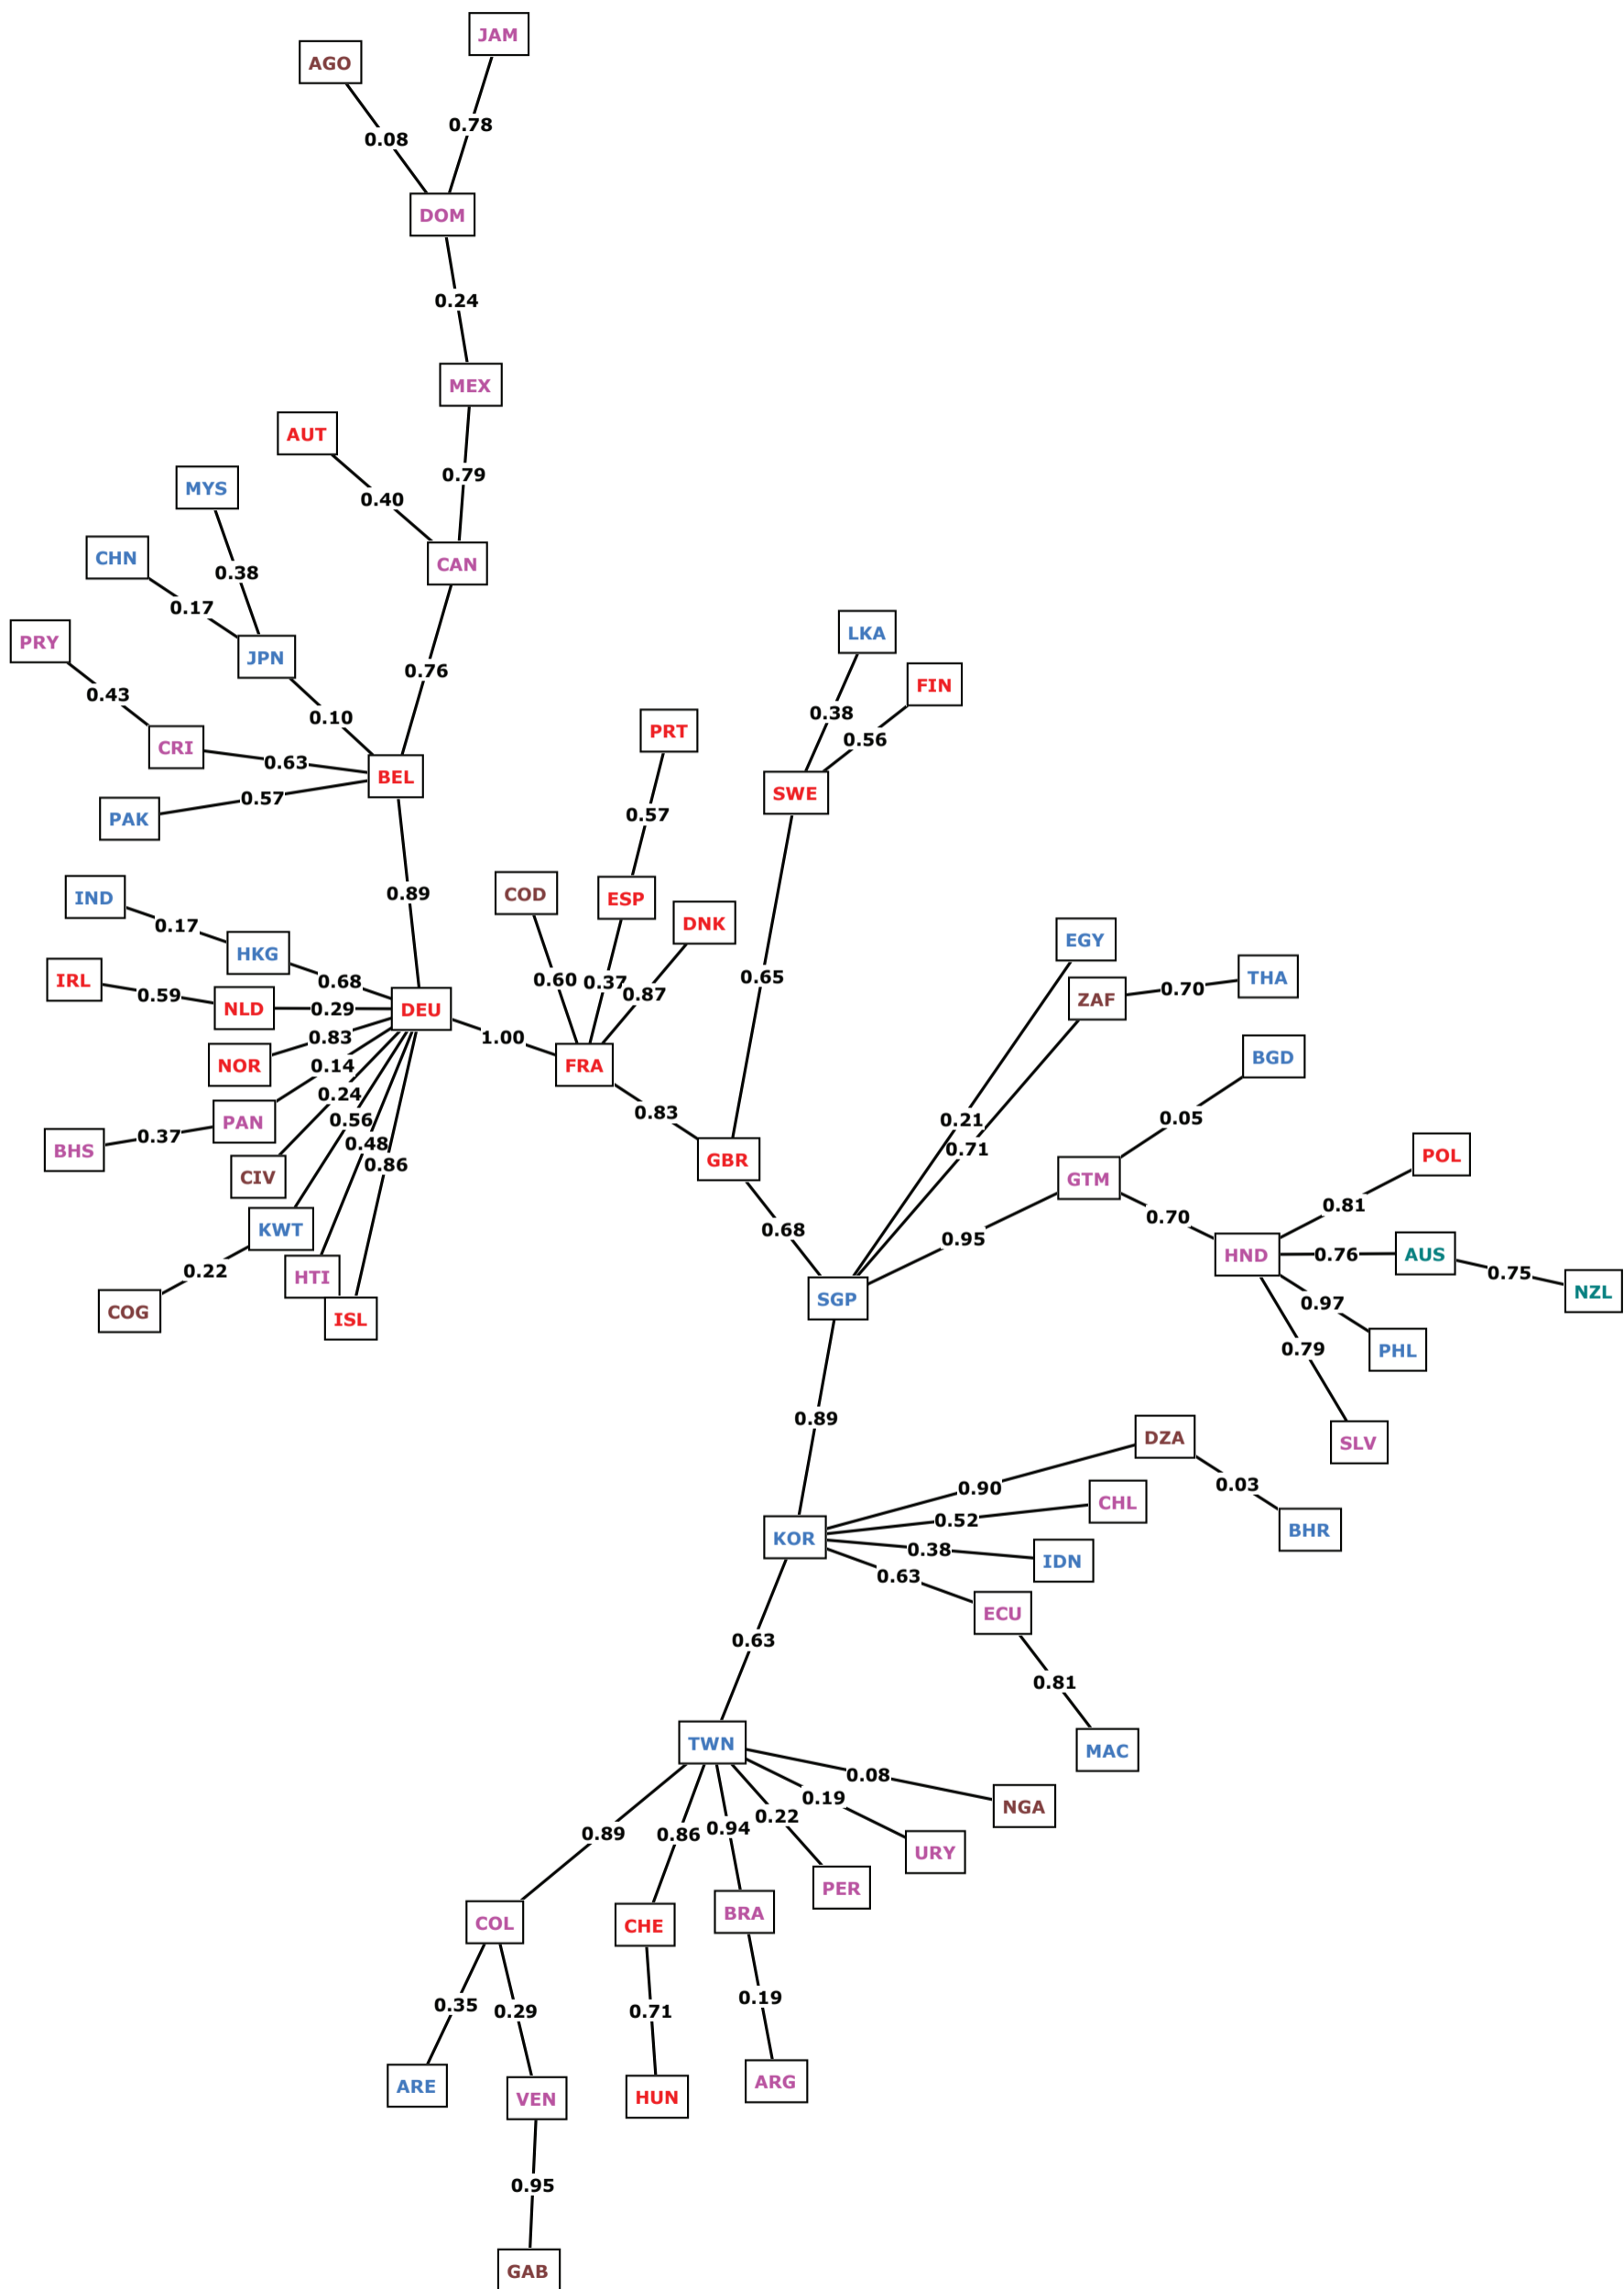 JAM
AGO
0.78
0.08
DOM
0.24
MEX
AUT
0.79
MYS
0.40
CHN
CAN
0.38
0.17
LKA
PRY
JPN
0.76
FIN
0.43
0.38
0.10
PRT
0.56
CRI
0.63
BEL
SWE
0.57
PAK
0.57
0.89
COD
IND
ESP
DNK
0.17
EGY
HKG
0.65
0.68
0.60
0.37
THA
IRL
0.70
0.59
0.87
ZAF
NLD
0.29
DEU
0.83
1.00
BGD
NOR
0.14
FRA
0.24
0.83
0.05
PAN
0.56
0.21
BHS
0.37
0.48
0.71
POL
CIV
0.86
GBR
GTM
0.81
KWT
0.68
0.95
0.70
HND
0.76
AUS
0.22
HTI
0.75
COG
ISL
SGP
0.97
NZL
0.79
PHL
0.89
DZA
SLV
0.90
0.03
CHL
0.52
KOR
BHR
0.38
IDN
0.63
ECU
0.63
0.81
TWN
MAC
0.08
0.19
NGA
0.22
0.89
0.86
0.94
URY
PER
COL
CHE
BRA
0.35
0.29
0.71
0.19
ARE
VEN
HUN
ARG
0.95
GAB